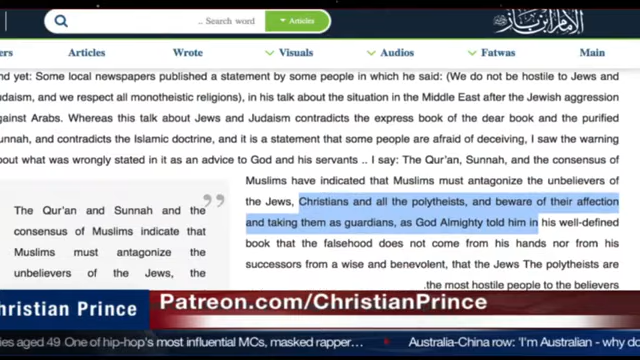 Search word ..
Articles
الإمام ابن باز
ers Articles Wrote Visuals Audios Fatwas Main
nd yet: Some local newspapers published a statement by some people in which he said: (We do not be hostile to Jews and
udaism, and we respect all monotheistic religions), in his talk about the situation in the Middle East after the Jewish aggression
gainst Arabs. Whereas this talk about Jews and Judaism contradicts the express book of the dear book and the purified
unnah, and contradicts the Islamic doctrine, and it is a statement that some people are afraid of deceiving, I saw the warning
bout what was wrongly stated in it as an advice to God and his servants .. I say: The Qur'an, Sunnah, and the consensus of
Muslims have indicated that Muslims must antagonize the unbelievers of
the Jews, Christians and all the polytheists, and beware of their affection
and taking them as guardians, as God Almighty told him in his well-defined
book that the falsehood does not come from his hands nor from his
successors from a wise and benevolent, that the Jews The polytheists are
.the most hostile people to the believers
”
The Qur'an and Sunnah and the
consensus of Muslims indicate that
Muslims must antagonize the
unbelievers of the Jews, the
hristian Prince
Patreon.com/ChristianPrince
ies aged 49 One of hip-hop's most influential MCs, masked rapper... Australia-China row: 'I'm Australian - why do